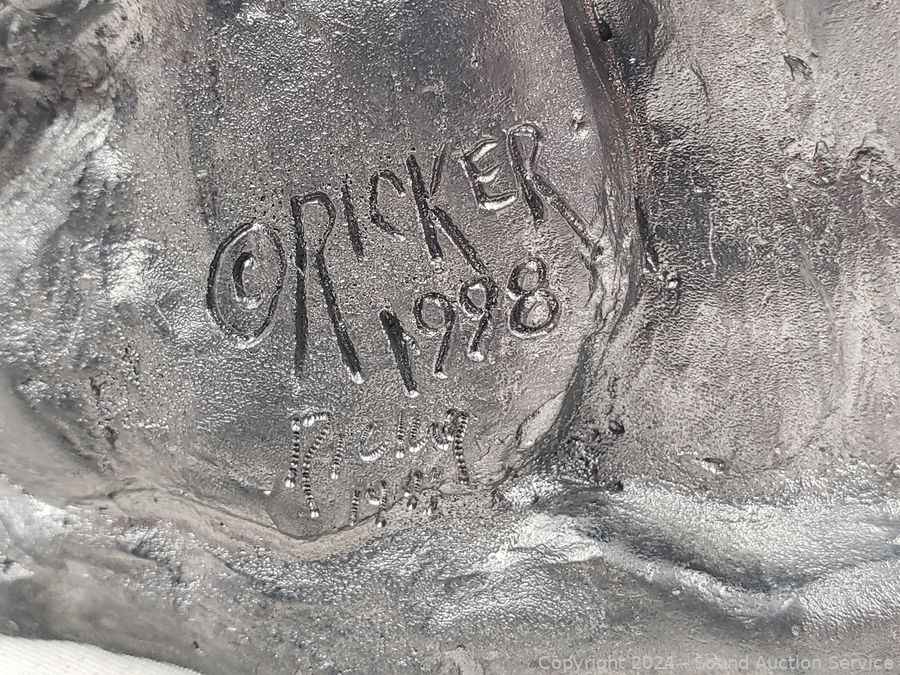 © RICKER
1998
Copyright 2024 - Sound Auction Service